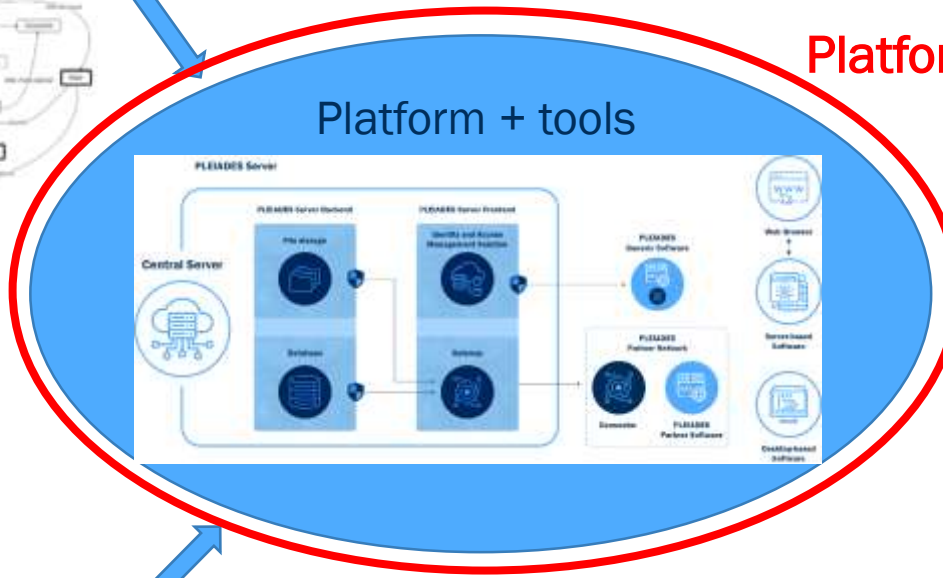 Platfor
Platform + tools
PLEIADES Server
PLEIADES Server Backend
PLEIADES Server Frontend
File storage
Identity and Access
Management Function
Central Server
Database
Gateway
PLEIADES
Generic Software
PLEIADES
Partner Network
Connector
PLEIADES
Partner Software
WWW
Web Browser
Server-based
Software
Desktop-based
Software